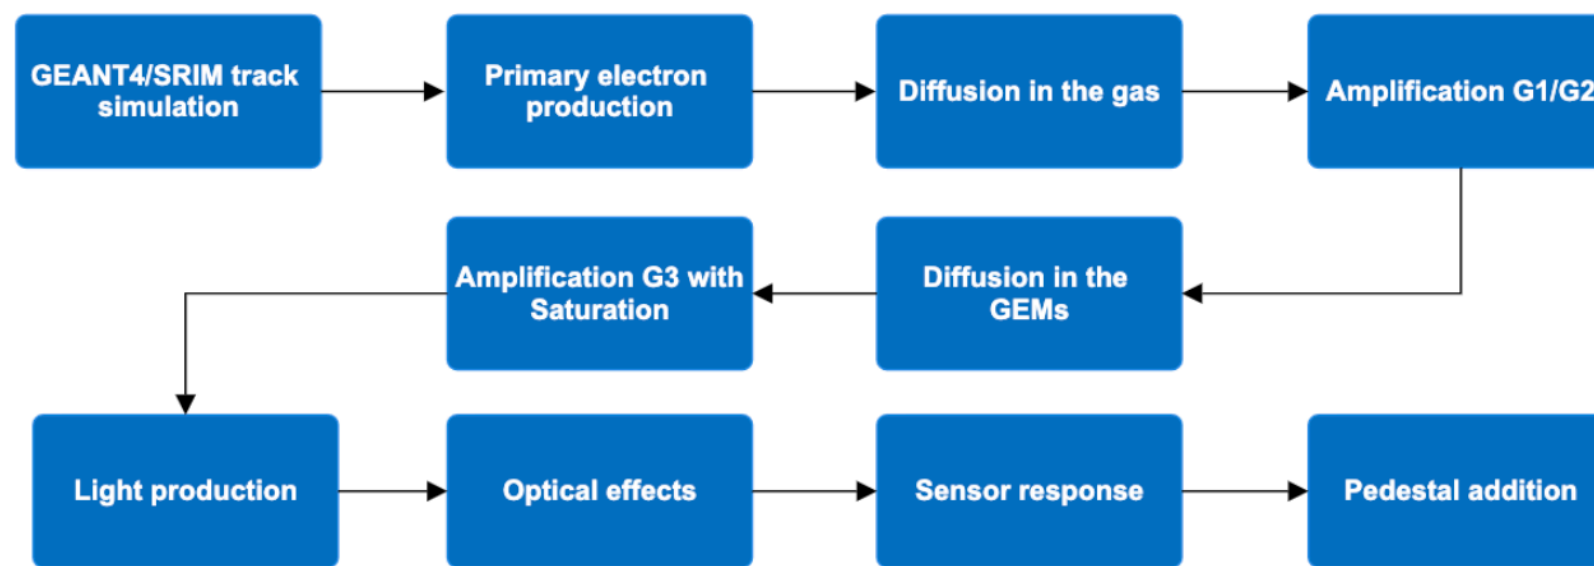 GEANT4/SRIM track
simulation
Primary electron
production
Diffusion in the gas
Amplification G1/G2
Amplification G3 with
Saturation
Diffusion in the
GEMs
Light production
Optical effects
Sensor response
Pedestal addition